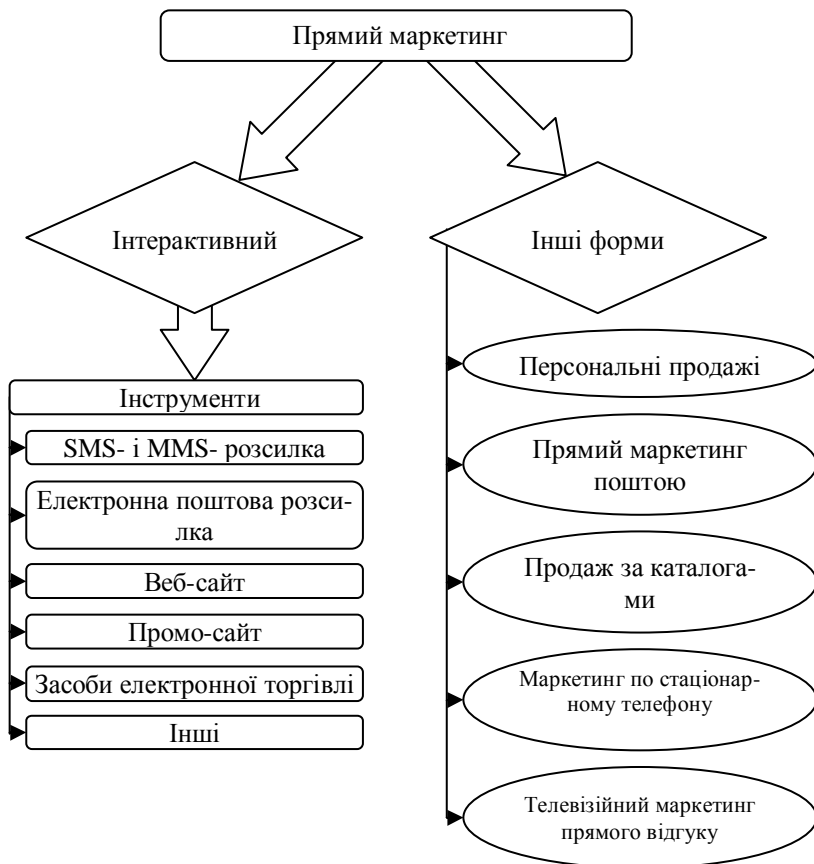 Прямий маркетинг
Інтерактивний
Інструменти
SMS- і MMS- розсилка
Електронна поштова розси-
лка
Веб-сайт
Промо-сайт
Засоби електронної торгівлі
Інші
Інші форми
Персональні продажі
Прямий маркетинг
поштою
Продаж за каталога-
ми
Маркетинг по стаціонар-
ному телефону
Телевізійний маркетинг
прямого відгуку